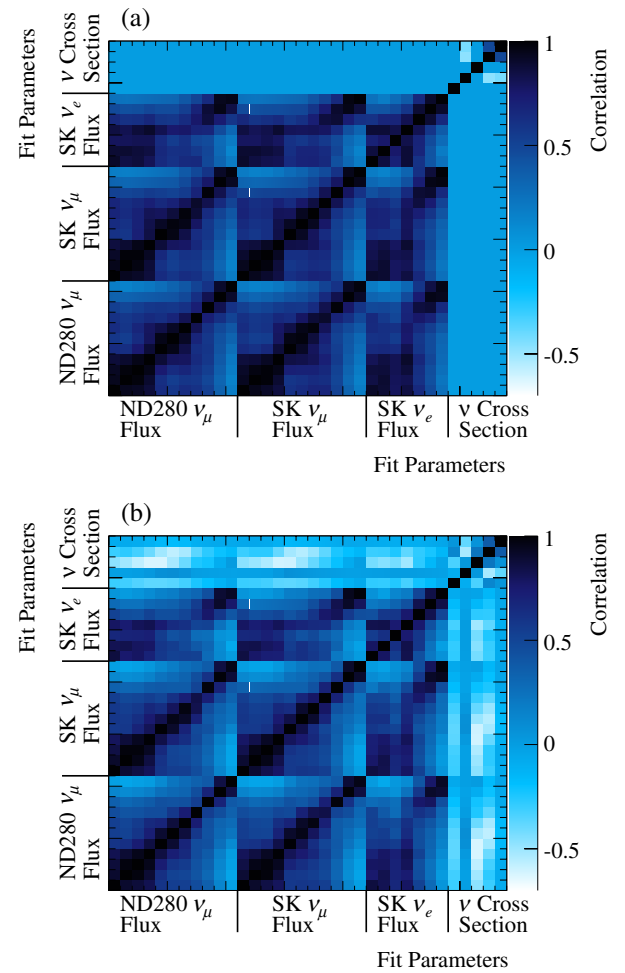 (a)
Fit Parameters
ν Cross
Section
SK ν_e
Flux
SK ν_μ
Flux
ND280 ν_μ
Flux
1
0.5
0
-0.5
Correlation
ND280 ν_μ
Flux
SK ν_μ
Flux
SK ν_e
Flux
ν Cross
Section
Fit Parameters
(b)
Fit Parameters
ν Cross
Section
SK ν_e
Flux
SK ν_μ
Flux
ND280 ν_μ
Flux
1
0.5
0
-0.5
Correlation
ND280 ν_μ
Flux
SK ν_μ
Flux
SK ν_e
Flux
ν Cross
Section
Fit Parameters